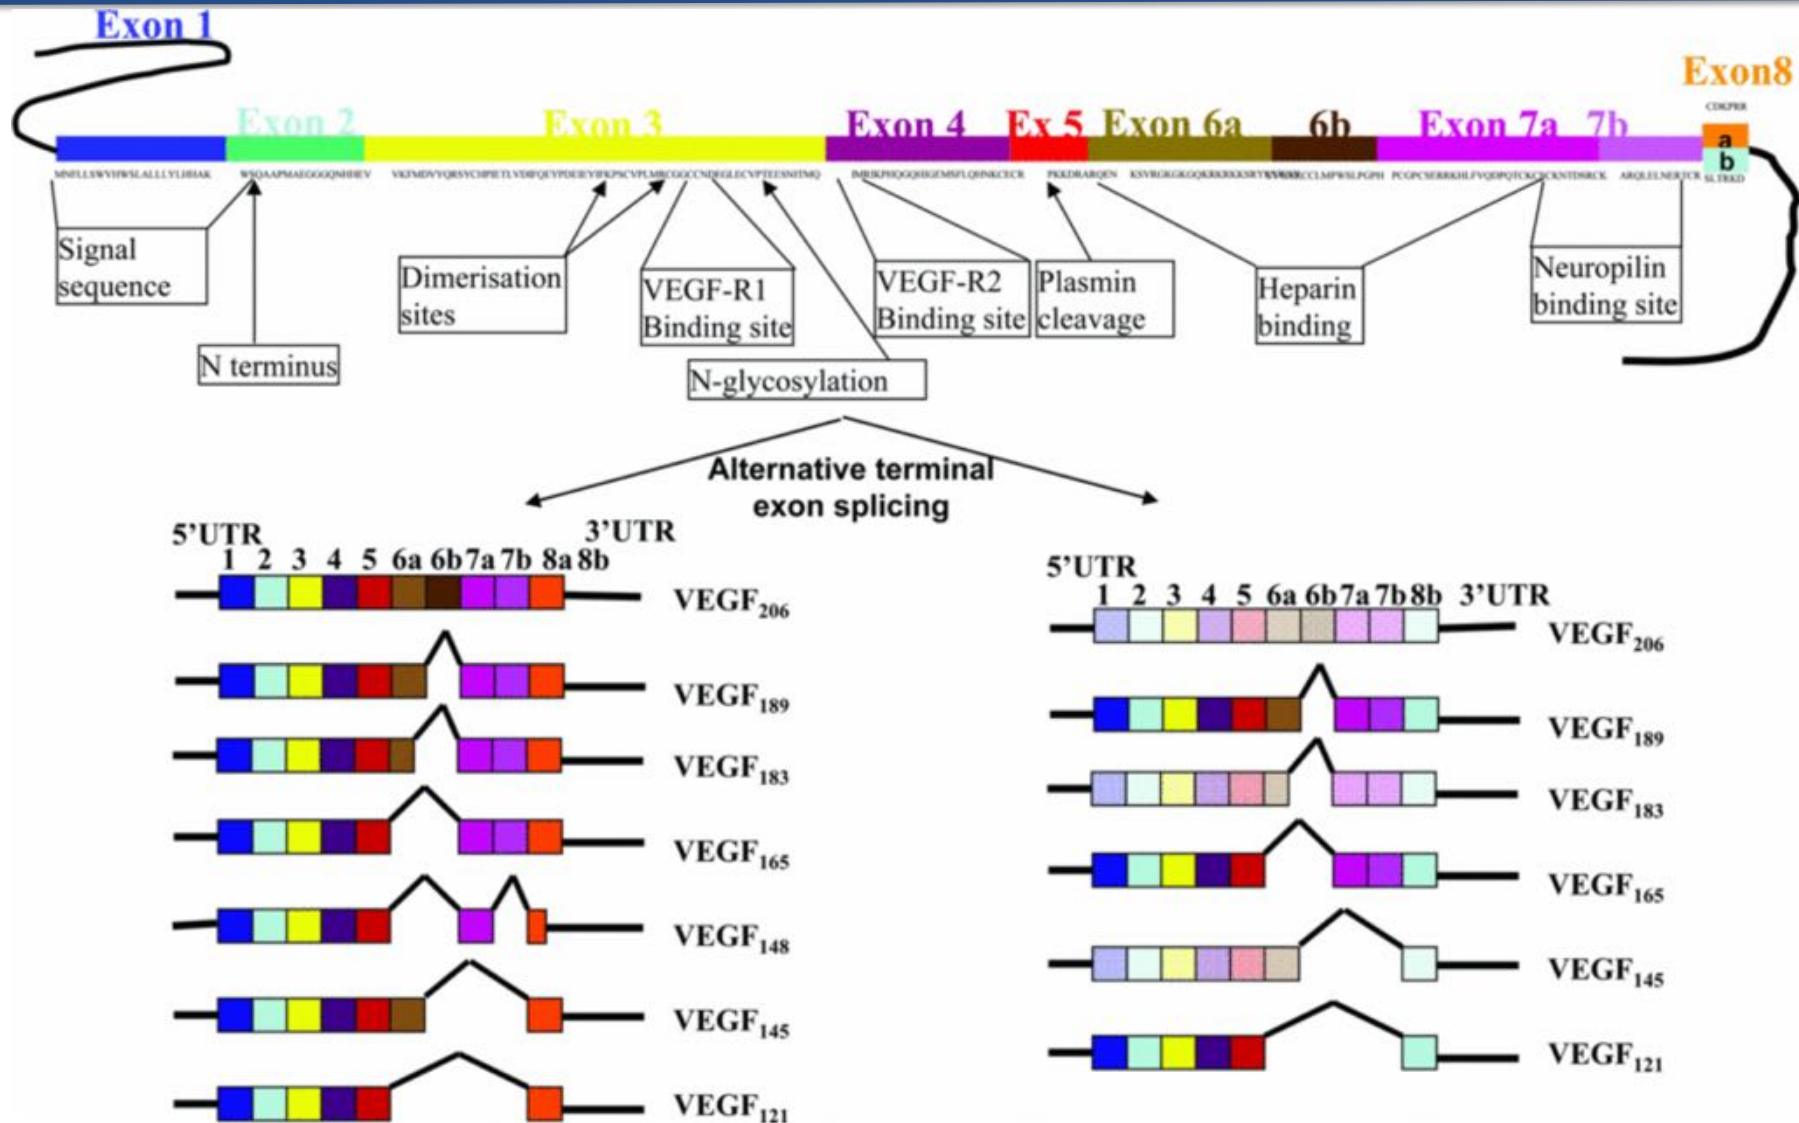 Exon 1
Exon8
CDKPRR
Exon 2
Exon 3
Exon 4
Ex 5
Exon 6a
6b
Exon 7a
7b
a
b
SLTRKD
Signal
sequence
N terminus
Dimerisation
sites
VEGF-R1
Binding site
N-glycosylation
VEGF-R2
Binding site
Plasmin
cleavage
Heparin
binding
Neuropilin
binding site
Alternative terminal
exon splicing
5’UTR
3’UTR
1 2 3 4 5 6a 6b 7a 7b 8a 8b
VEGF206
VEGF189
VEGF183
VEGF165
VEGF148
VEGF145
VEGF121
5’UTR
1 2 3 4 5 6a 6b 7a 7b 8b 3’UTR
VEGF206
VEGF189
VEGF183
VEGF165
VEGF145
VEGF121